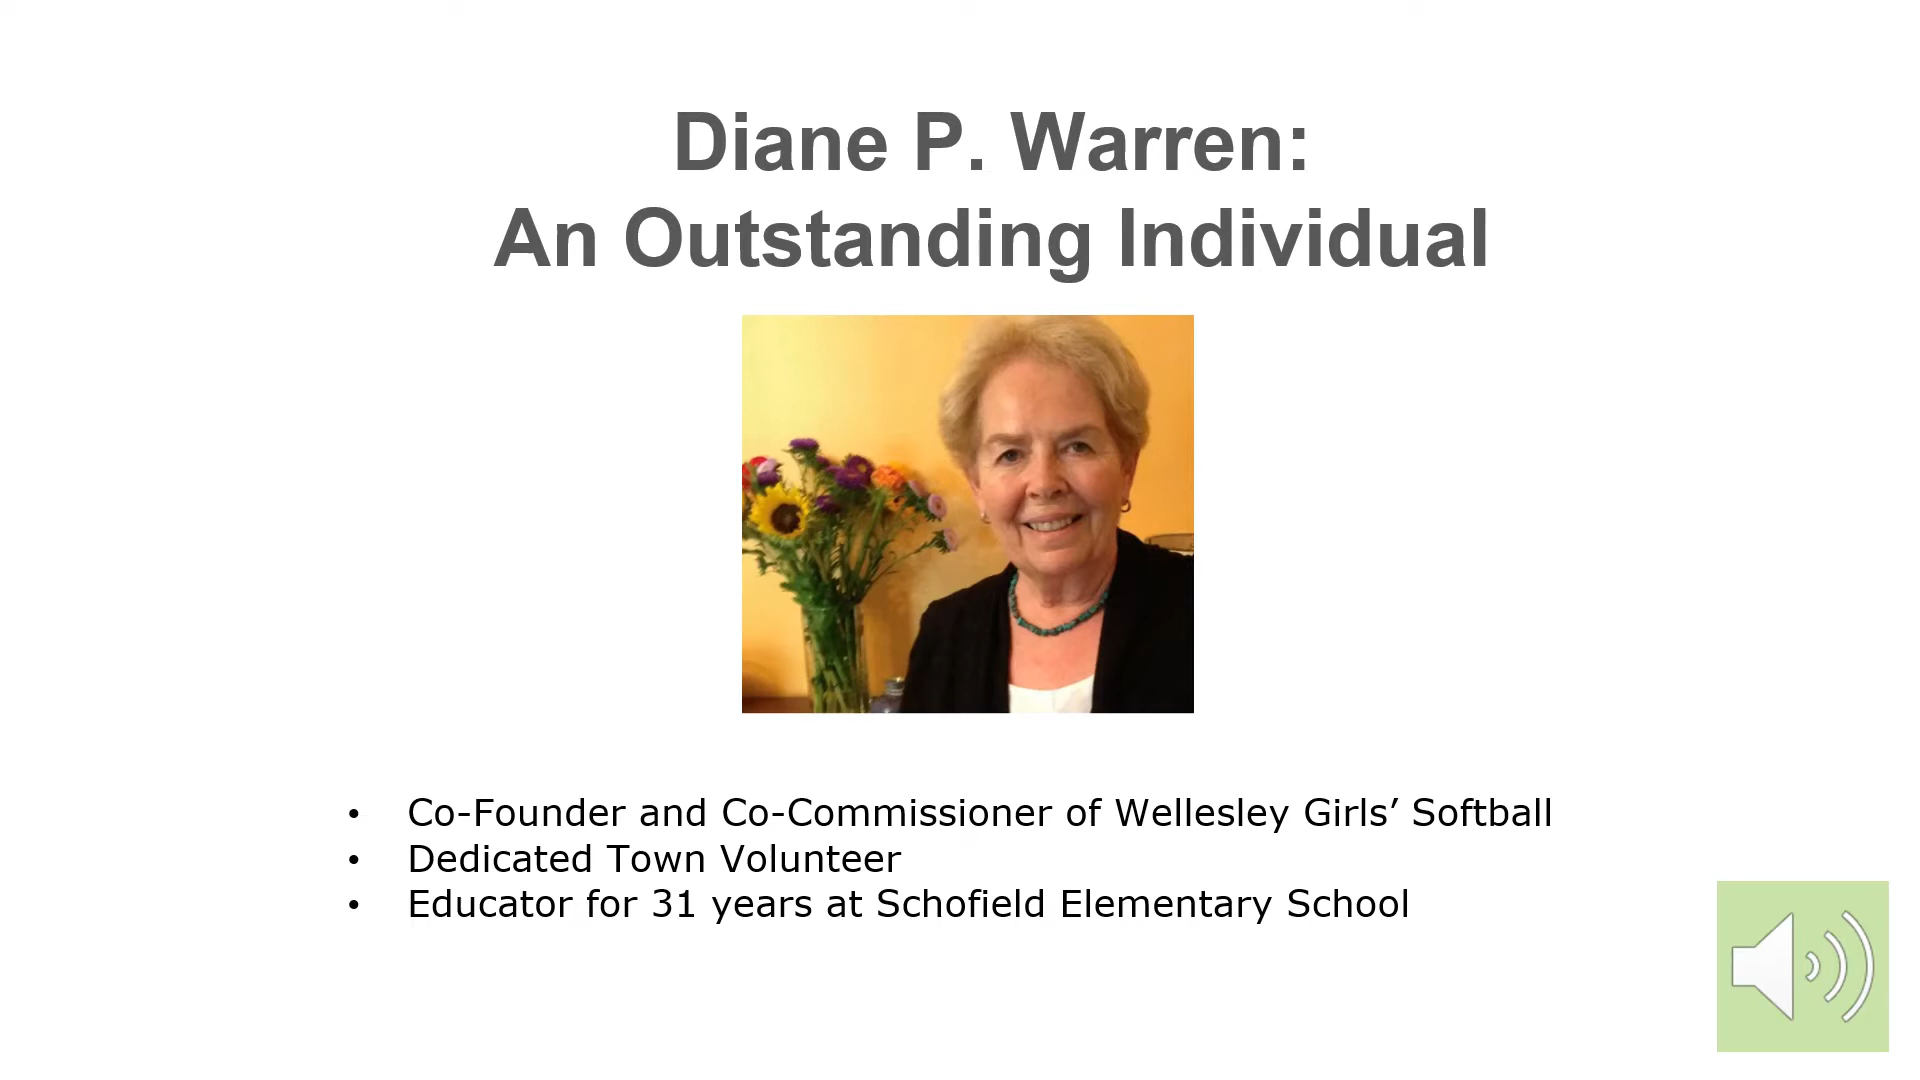 Diane P. Warren:
An Outstanding Individual
• Co-Founder and Co-Commissioner of Wellesley Girls’ Softball
• Dedicated Town Volunteer
• Educator for 31 years at Schofield Elementary School